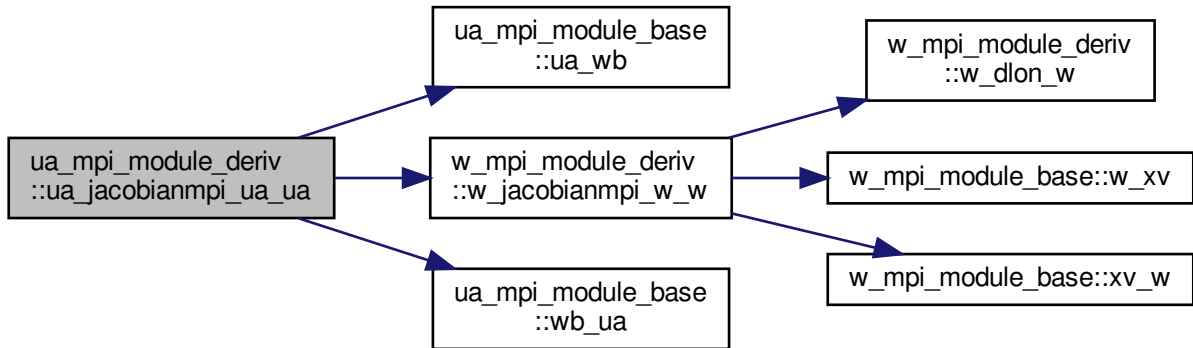 ua_mpi_module_deriv
::ua_jacobianmpi_ua_ua
ua_mpi_module_base
::ua_wb
w_mpi_module_deriv
::w_jacobianmpi_w_w
ua_mpi_module_base
::wb_ua
w_mpi_module_deriv
::w_dlon_w
w_mpi_module_base::w_xv
w_mpi_module_base::xv_w